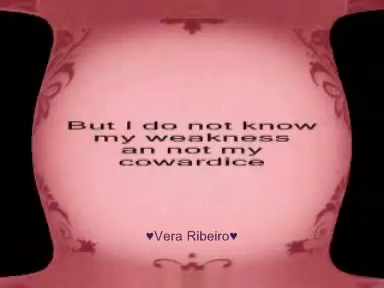 But I do not know
my weakness
an not my
cowardice
♥Vera Ribeiro♥